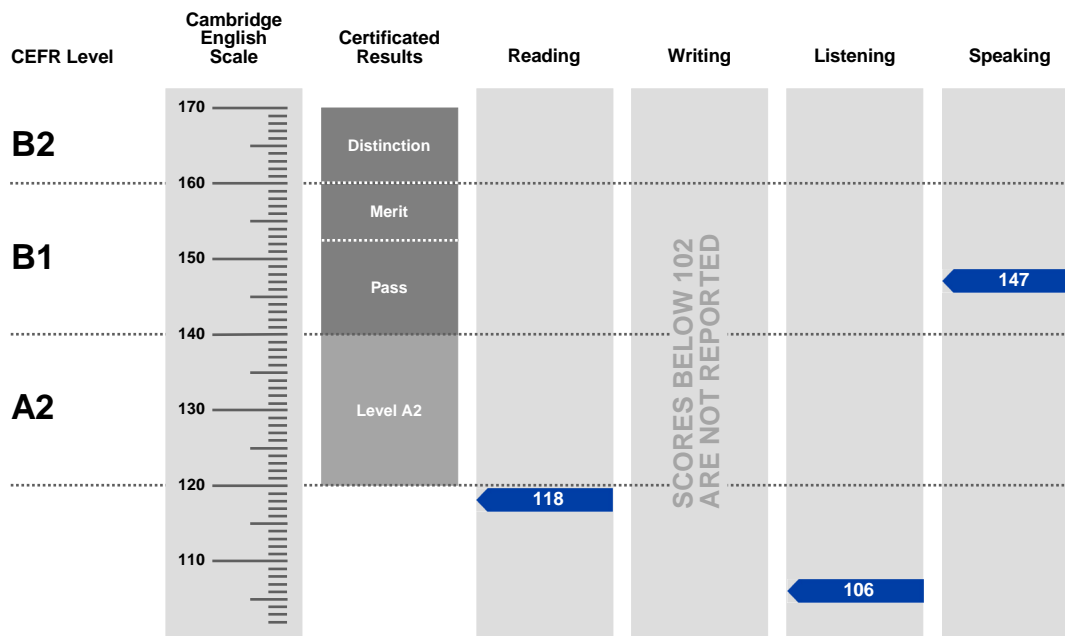 CEFR Level
Cambridge
English
Scale
Certificated
Results
Reading
Writing
Listening
Speaking
B2
170
Distinction
160
Merit
B1
150
Pass
147
140
SCORES BELOW 102
ARE NOT REPORTED
A2
130
Level A2
120
118
110
106